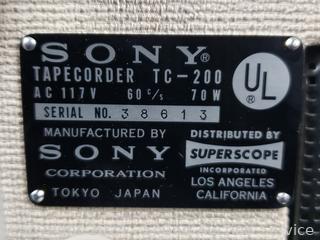 SONY®
TAPECORDER TC-200
AC 117V 60 c/s 70W
UL ®
SERIAL NO. 38613
MANUFACTURED BY
SONY
CORPORATION
TOKYO JAPAN
DISTRIBUTED BY
SUPERSCOPE
INCORPORATED
LOS ANGELES
CALIFORNIA